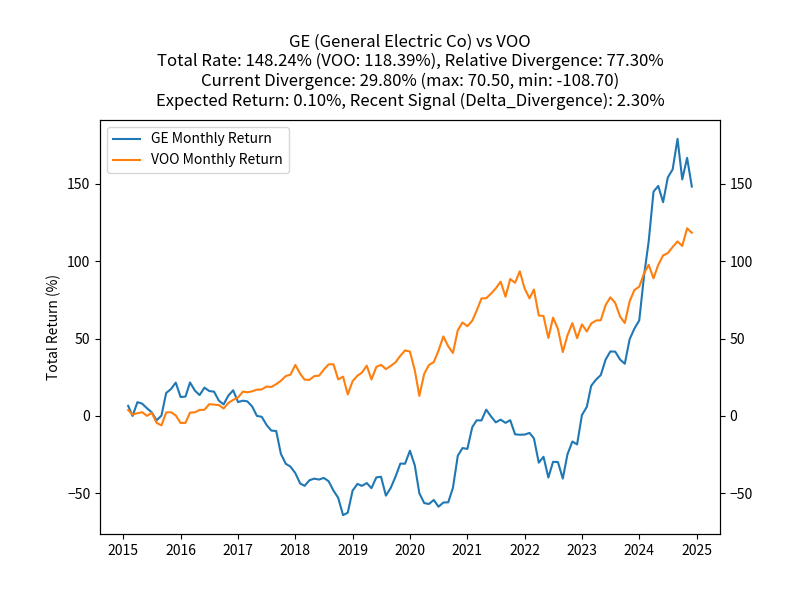 GE (General Electric Co) vs VOO
Total Rate: 148.24% (VOO: 118.39%), Relative Divergence: 77.30%
Current Divergence: 29.80% (max: 70.50, min: -108.70)
Expected Return: 0.10%, Recent Signal (Delta_Divergence): 2.30%
GE Monthly Return
VOO Monthly Return
Total Return (%)
150
100
50
0
−50
150
100
50
0
−50
2015 2016 2017 2018 2019 2020 2021 2022 2023 2024 2025